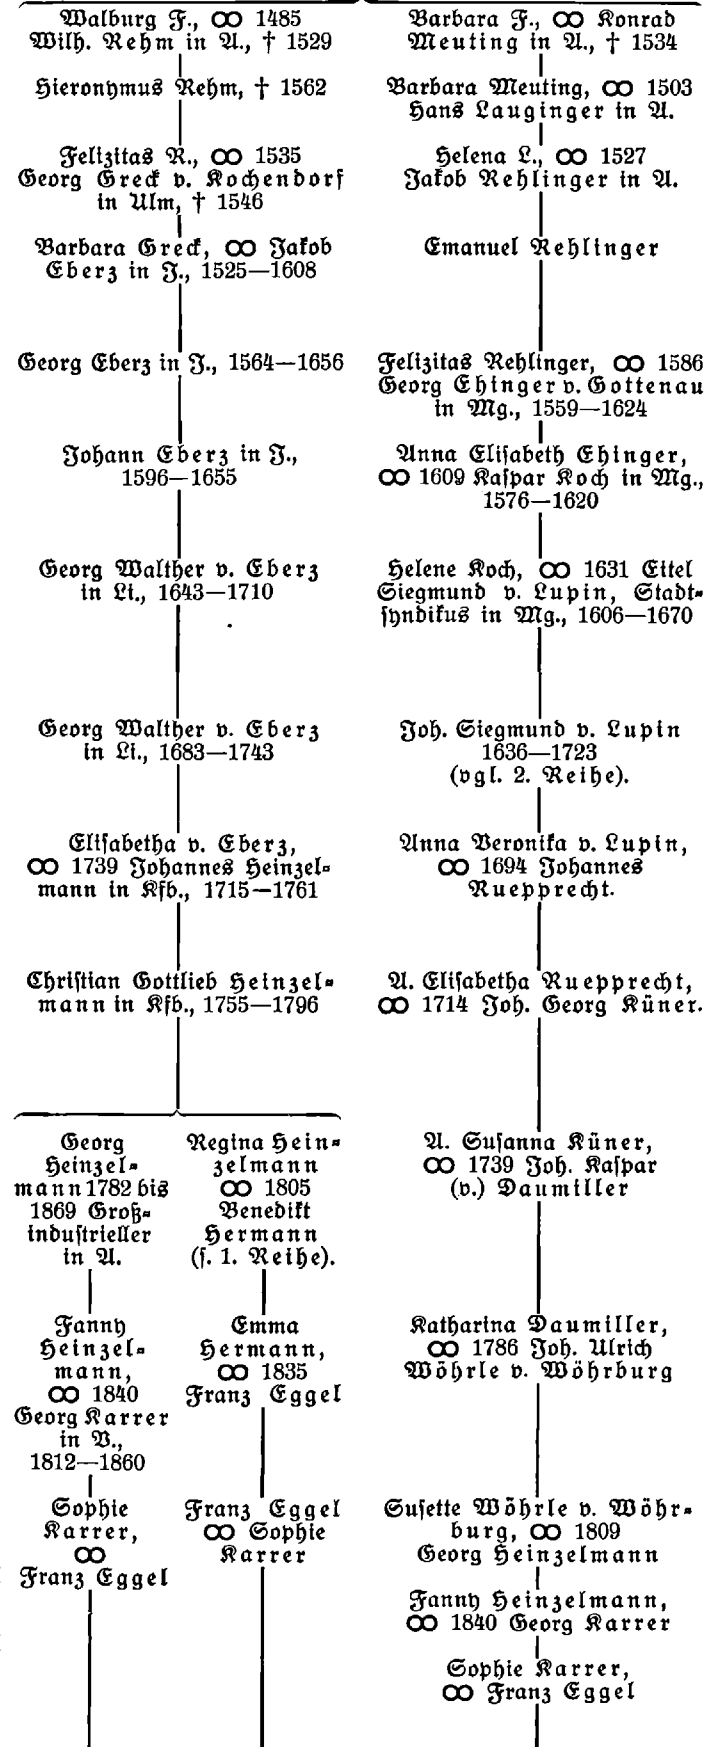 Walburg F., ∞ 1485
Wilh. Rehm in A., † 1529
Hieronymus Rehm, † 1562
Felizitas R., ∞ 1535
Georg Greck v. Kochendorf
in Ulm, † 1546
Barbara Greck, ∞ Jakob
Eberz in J., 1525—1608
Georg Eberz in J., 1564—1656
Johann Eberz in J.,
1596—1655
Georg Walther v. Eberz
in Li., 1643—1710
Georg Walther v. Eberz
in Li., 1683—1743
Elisabetha v. Eberz,
∞ 1739 Johannes Heinzel-
mann in Kfb., 1715—1761
Christian Gottlieb Heinzel-
mann in Kfb., 1755—1796
Georg
Heinzel-
mann 1782 bis
1869 Groß-
industrieller
in A.
Fanny
Heinzel-
mann,
∞ 1840
Georg Karrer
in V.,
1812—1860
Sophie
Karrer,
∞
Franz Eggel
Regina Hein-
zelmann
∞ 1805
Benedikt
Hermann
(s. 1. Reihe).
Emma
Hermann,
∞ 1835
Franz Eggel
Franz Eggel
∞ Sophie
Karrer
Barbara F., ∞ Konrad
Meuting in A., † 1534
Barbara Meuting, ∞ 1503
Hans Lauginger in A.
Helena L., ∞ 1527
Jakob Rehlinger in A.
Emanuel Rehlinger
Felizitas Rehlinger, ∞ 1586
Georg Ehinger v. Gottenau
in Mg., 1559—1624
Anna Elisabeth Ehinger,
∞ 1609 Kaspar Koch in Mg.,
1576—1620
Helene Koch, ∞ 1631 Eitel
Siegmund v. Lupin, Stadt-
syndikus in Mg., 1606—1670
Joh. Siegmund v. Lupin
1636—1723
(vgl. 2. Reihe).
Anna Veronika v. Lupin,
∞ 1694 Johannes
Ruepprecht.
A. Elisabetha Ruepprecht,
∞ 1714 Joh. Georg Küner.
A. Susanna Küner,
∞ 1739 Joh. Kaspar
(v.) Daumiller
Katharina Daumiller,
∞ 1786 Joh. Ulrich
Wöhrle v. Wöhrburg
Susette Wöhrle v. Wöhr-
burg, ∞ 1809
Georg Heinzelmann
Fanny Heinzelmann,
∞ 1840 Georg Karrer
Sophie Karrer,
∞ Franz Eggel